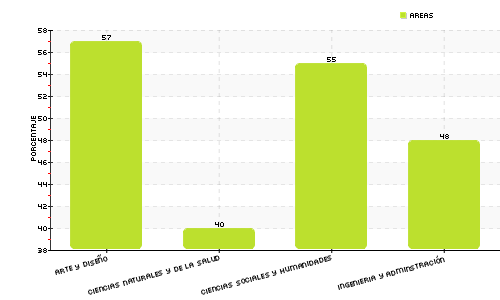 AREAS
58
57
56
55
54
52
PORCENTAJE
50
48
48
46
44
42
40
40
38
ARTE Y DISEÑO
CIENCIAS NATURALES Y DE LA SALUD
CIENCIAS SOCIALES Y HUMANIDADES
INGENIERIA Y ADMINSTRACIÓN